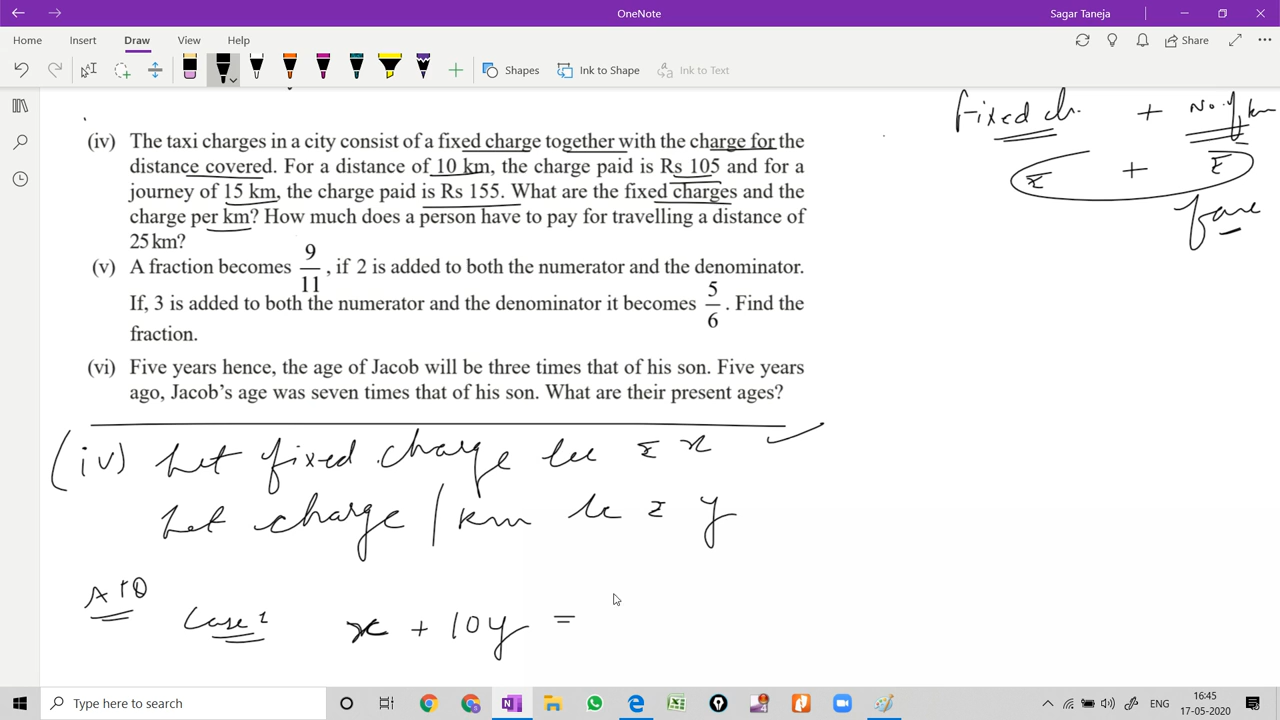 OneNote
Sagar Taneja
Home Insert Draw View Help
Share
Shapes Ink to Shape Ink to Text
fixed ch. + No. of km
₹ + ₹
fare
(iv) The taxi charges in a city consist of a fixed charge together with the charge for the
distance covered. For a distance of 10 km, the charge paid is Rs 105 and for a
journey of 15 km, the charge paid is Rs 155. What are the fixed charges and the
charge per km? How much does a person have to pay for travelling a distance of
25 km?
(v) A fraction becomes 9/11, if 2 is added to both the numerator and the denominator.
If, 3 is added to both the numerator and the denominator it becomes 5/6. Find the
fraction.
(vi) Five years hence, the age of Jacob will be three times that of his son. Five years
ago, Jacob's age was seven times that of his son. What are their present ages?
(iv) Let fixed charge be ₹ x
Let charge / km be ₹ y
ATQ
Case 1 x + 10y =
Type here to search
ENG
16:45
17-05-2020